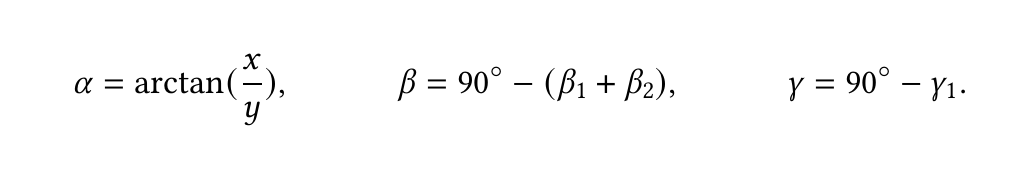 α = arctan(x/y), β = 90° − (β₁ + β₂), γ = 90° − γ₁.